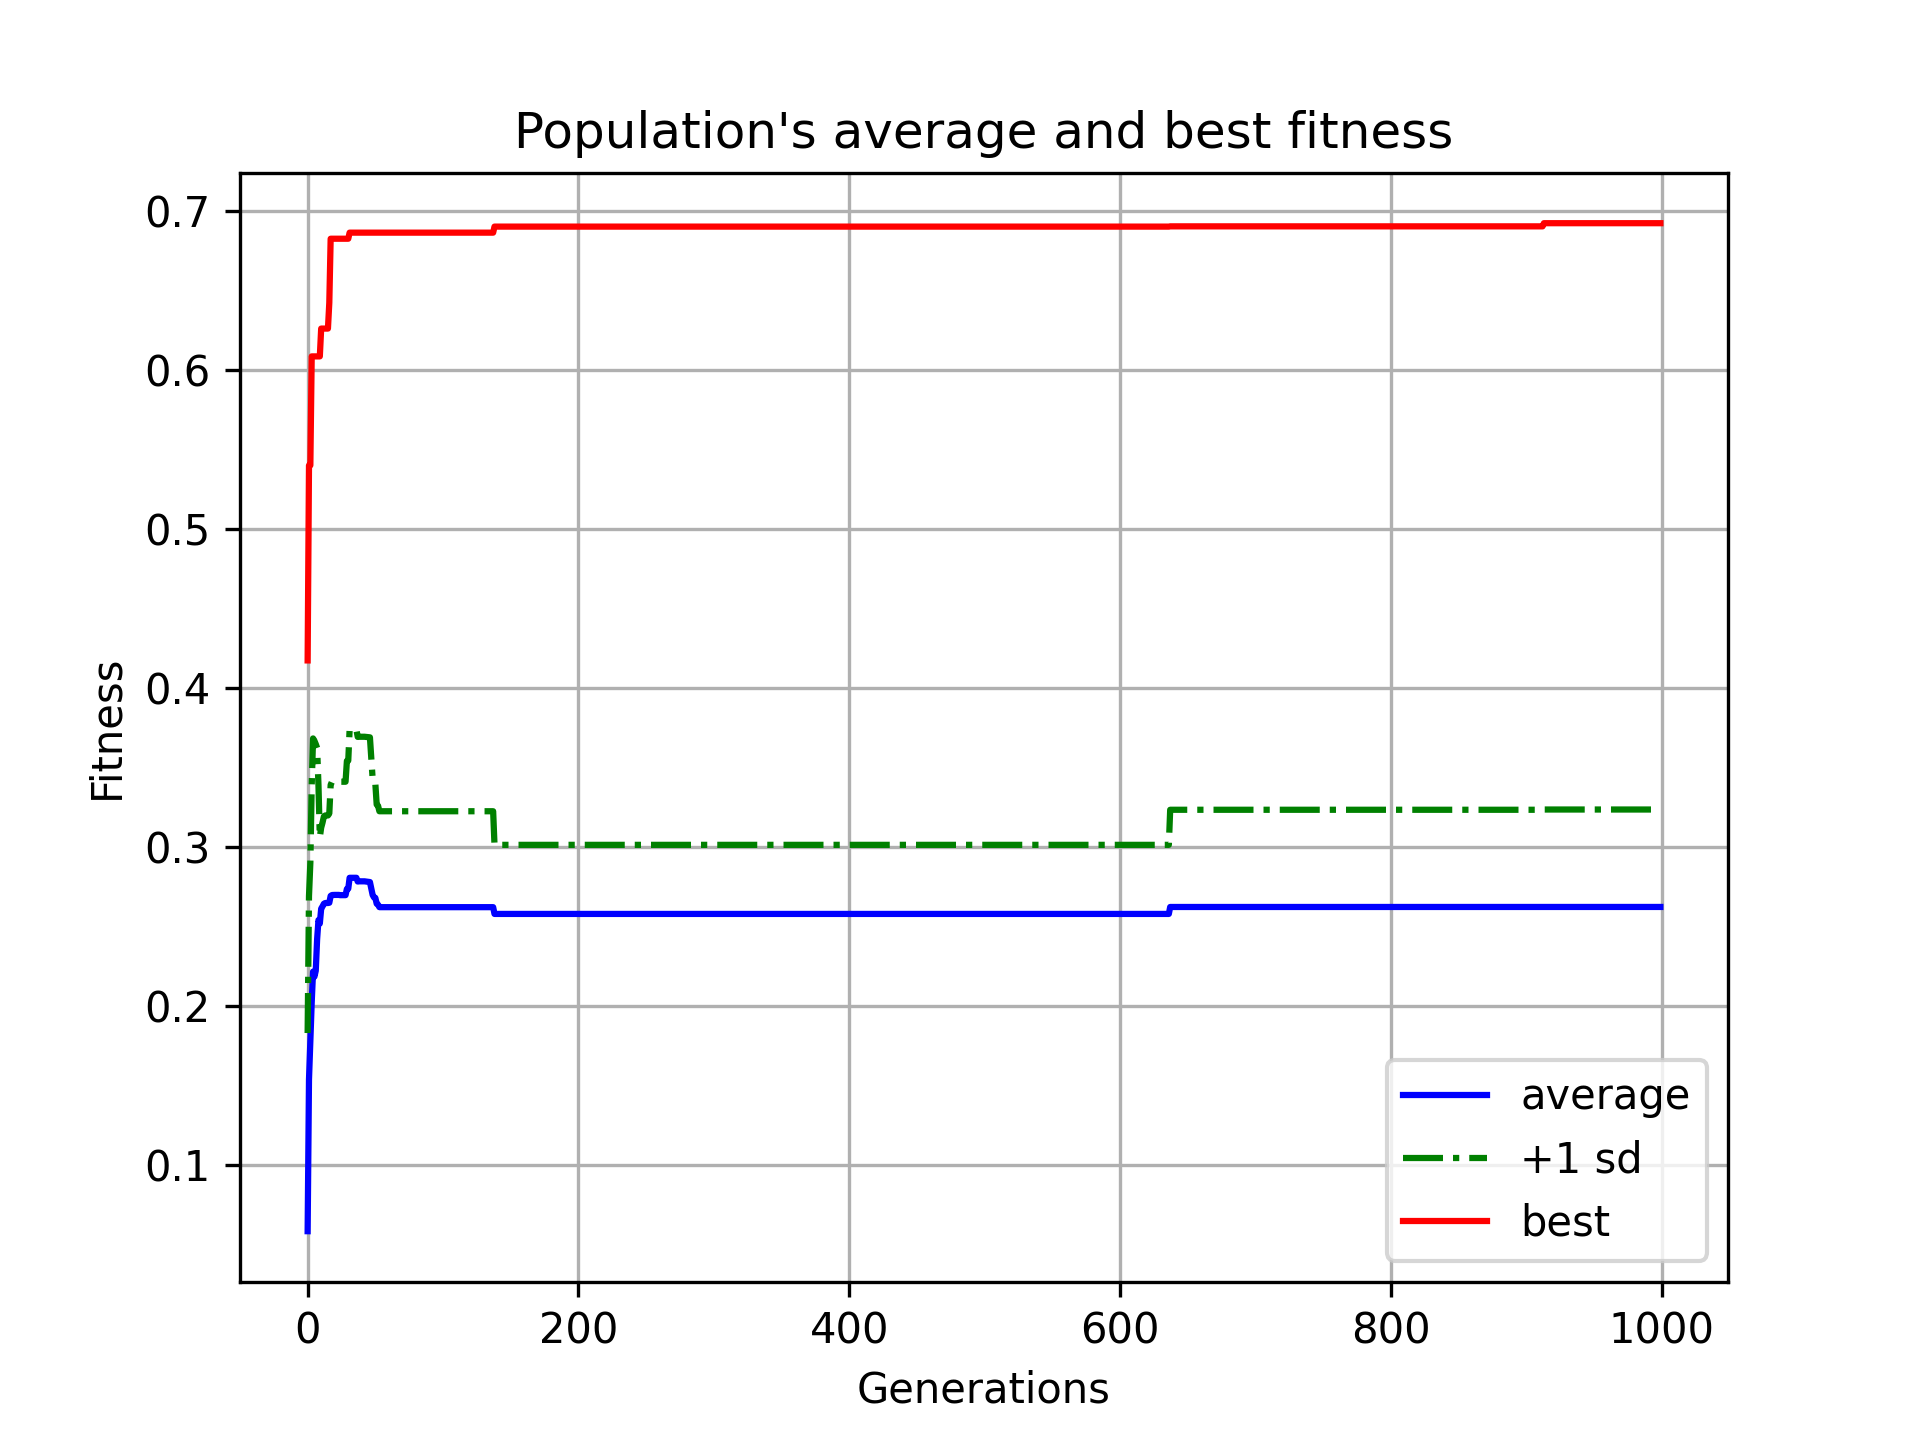 Population's average and best fitness
0.7
0.6
0.5
0.4
0.3
0.2
0.1
Fitness
average
+1 sd
best
0 200 400 600 800 1000
Generations